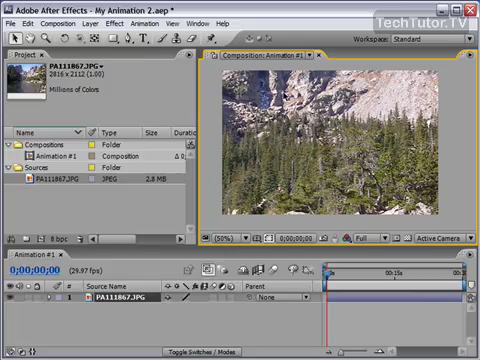 Adobe After Effects - My Animation 2.aep *
TechTutor.TV
File Edit Composition Layer Effect Animation View Window Help
Workspace: Standard
Project ×
Composition: Animation #1
PA111867.JPG
2816 x 2112 (1.00)
Millions of Colors
Name Type Size Duratic
Compositions Folder
Animation #1 Composition Δ 0;
Sources Folder
PA111867.JPG JPEG 2.8 MB
8 bpc
(50%) 0;00;00;00 Full Active Camera
Animation #1 ×
0;00;00;00 (29.97 fps)
# Source Name Parent
00:15s
1 PA111867.JPG None
Toggle Switches / Modes